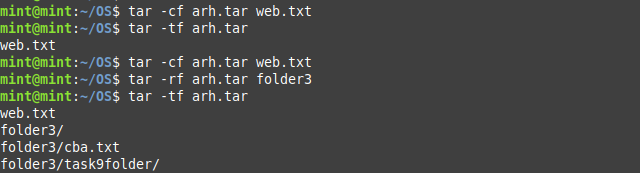 mint@mint:~/OS$ tar -cf arh.tar web.txt
mint@mint:~/OS$ tar -tf arh.tar
web.txt
mint@mint:~/OS$ tar -cf arh.tar web.txt
mint@mint:~/OS$ tar -rf arh.tar folder3
mint@mint:~/OS$ tar -tf arh.tar
web.txt
folder3/
folder3/cba.txt
folder3/task9folder/